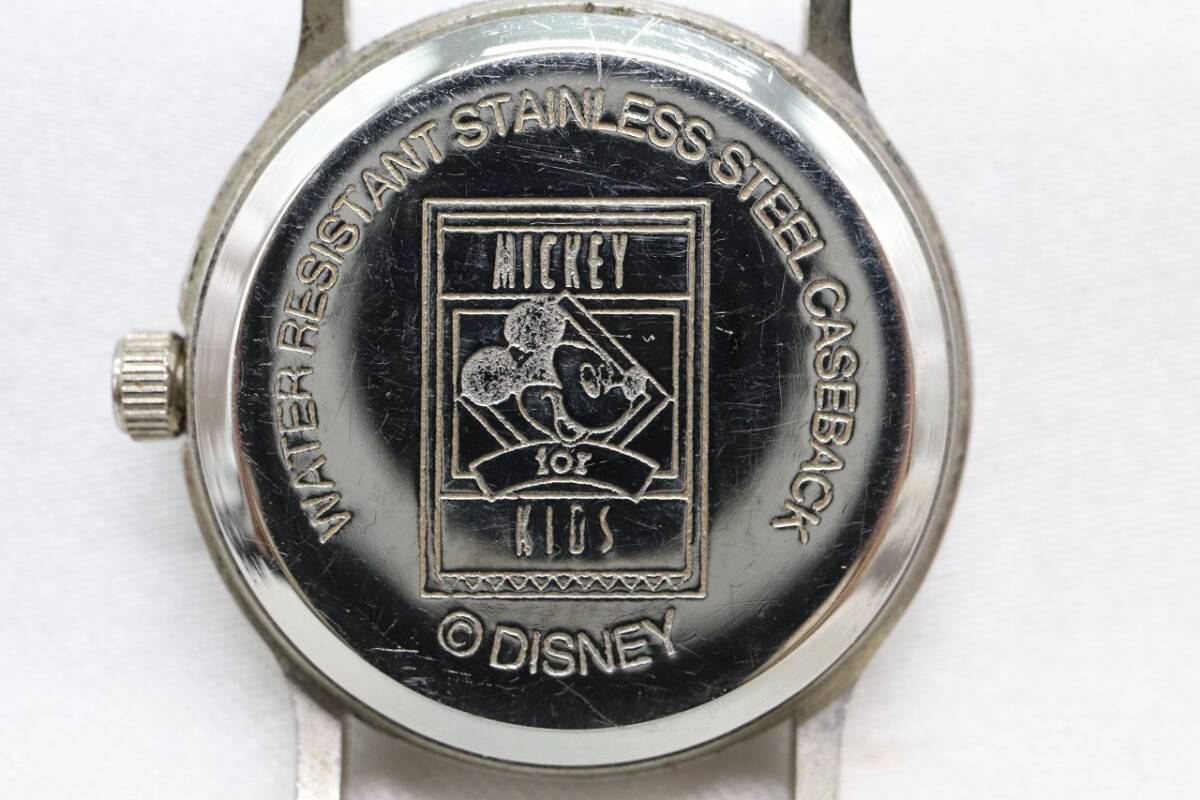 WATER RESISTANT STAINLESS STEEL CASEBACK
MICKEY
for
KIDS
© DISNEY